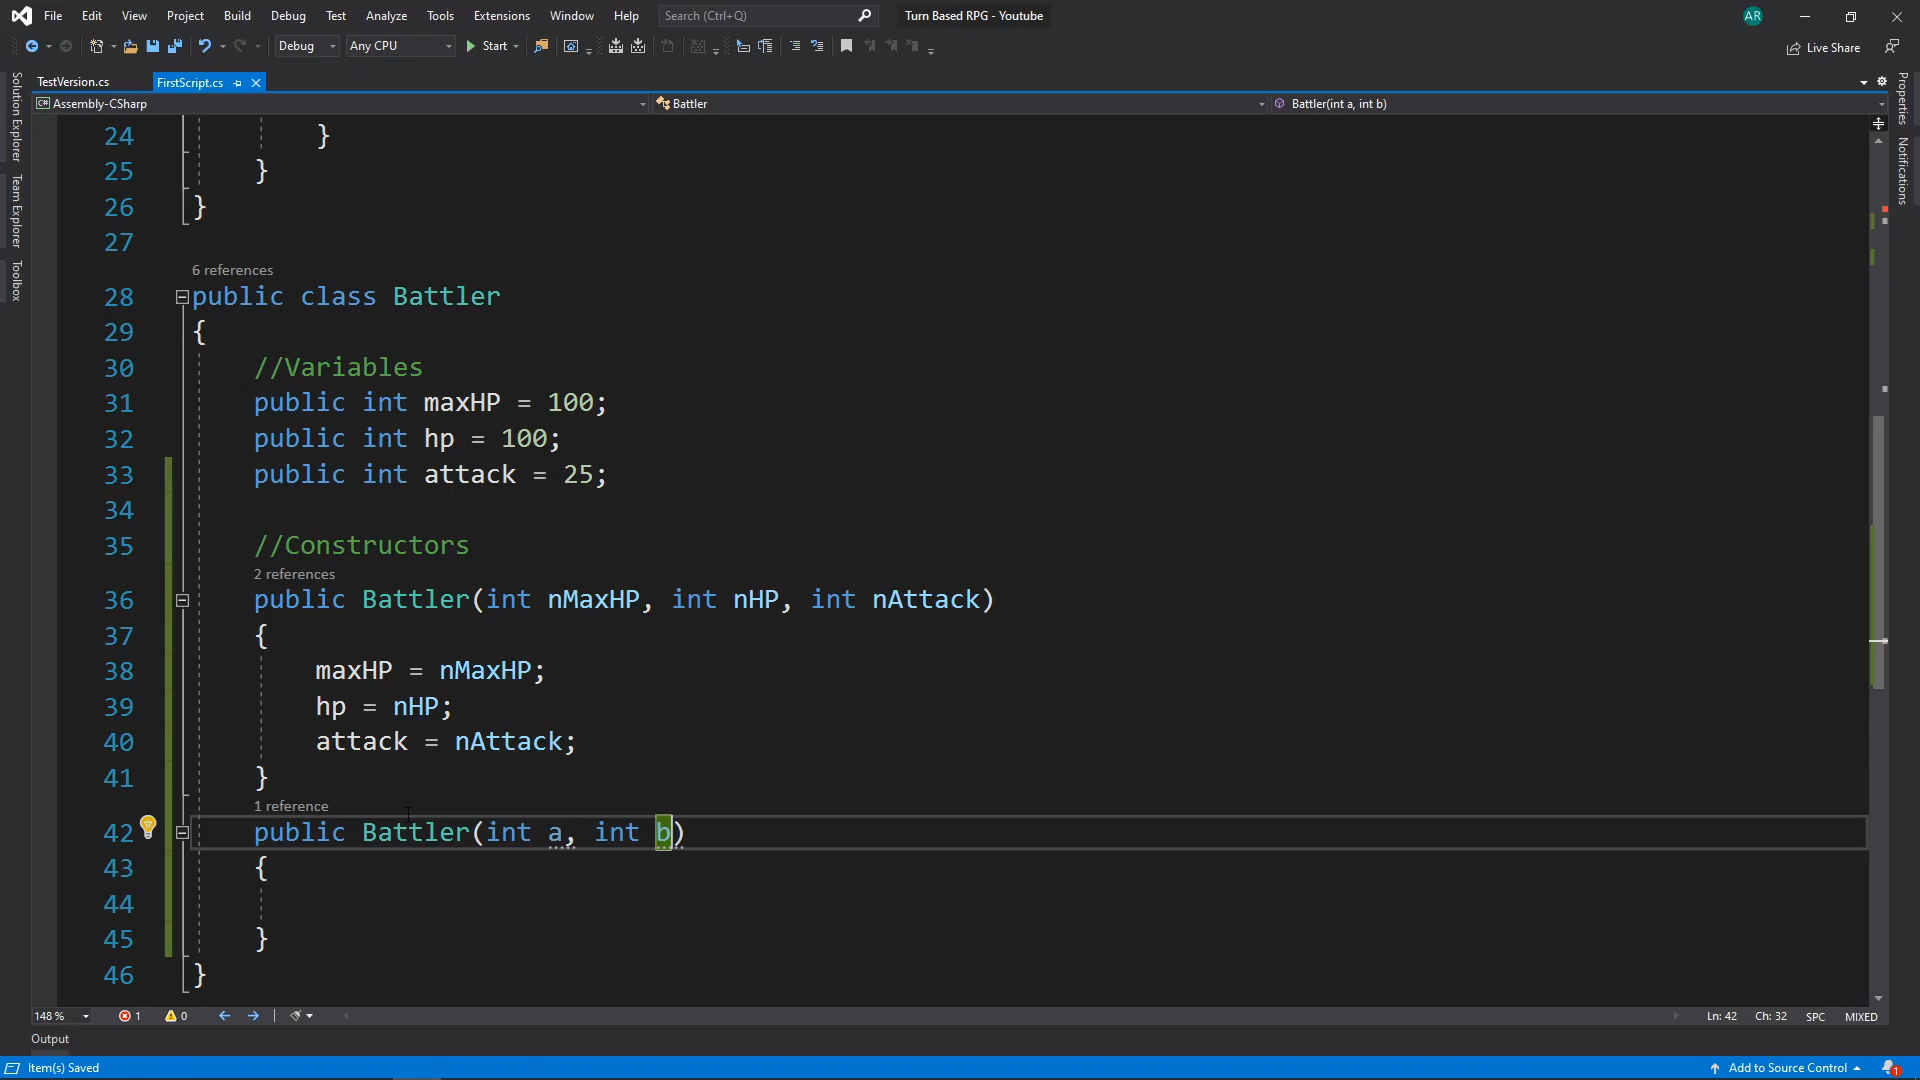 File Edit View Project Build Debug Test Analyze Tools Extensions Window Help Search (Ctrl+Q) Turn Based RPG - Youtube AR
Debug Any CPU Start Live Share
TestVersion.cs FirstScript.cs
C# Assembly-CSharp Battler Battler(int a, int b)
Solution Explorer
Team Explorer
Toolbox
Properties
Notifications
24 }
25 }
26 }
27
6 references
28 public class Battler
29 {
30 //Variables
31 public int maxHP = 100;
32 public int hp = 100;
33 public int attack = 25;
34
35 //Constructors
2 references
36 public Battler(int nMaxHP, int nHP, int nAttack)
37 {
38 maxHP = nMaxHP;
39 hp = nHP;
40 attack = nAttack;
41 }
1 reference
42 public Battler(int a, int b)
43 {
44
45 }
46 }
148 % 1 0 Ln: 42 Ch: 32 SPC MIXED
Output
Item(s) Saved Add to Source Control 1